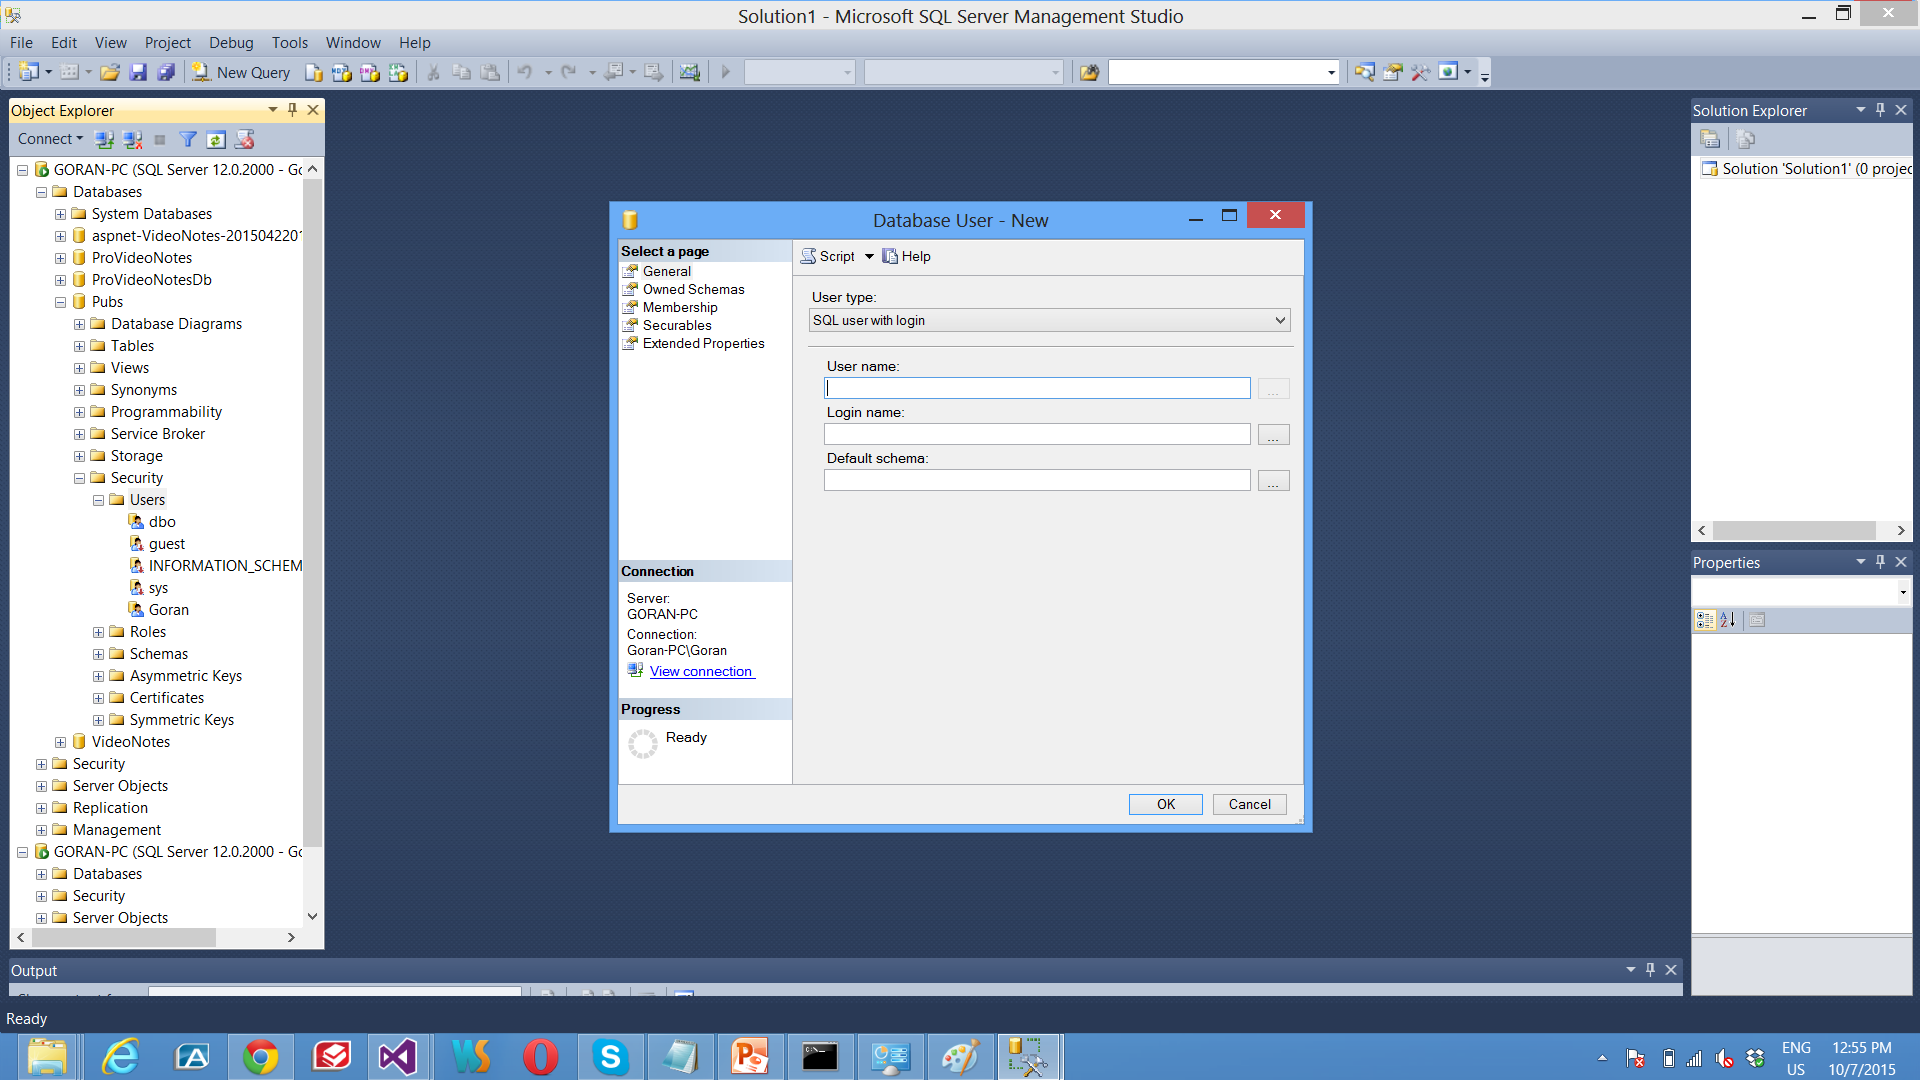 Solution1 - Microsoft SQL Server Management Studio
File Edit View Project Debug Tools Window Help
New Query
Object Explorer
Connect
GORAN-PC (SQL Server 12.0.2000 - Go
Databases
System Databases
aspnet-VideoNotes-201504220
ProVideoNotes
ProVideoNotesDb
Pubs
Database Diagrams
Tables
Views
Synonyms
Programmability
Service Broker
Storage
Security
Users
dbo
guest
INFORMATION_SCHEM
sys
Goran
Roles
Schemas
Asymmetric Keys
Certificates
Symmetric Keys
VideoNotes
Security
Server Objects
Replication
Management
GORAN-PC (SQL Server 12.0.2000 - Go
Databases
Security
Server Objects
Database User - New
Select a page
General
Owned Schemas
Membership
Securables
Extended Properties
Connection
Server:
GORAN-PC
Connection:
Goran-PC\Goran
View connection
Progress
Ready
Script Help
User type:
SQL user with login
User name:
...
Login name:
...
Default schema:
...
OK Cancel
Solution Explorer
Solution 'Solution1' (0 projec
Properties
Output
Ready
ENG
US
12:55 PM
10/7/2015